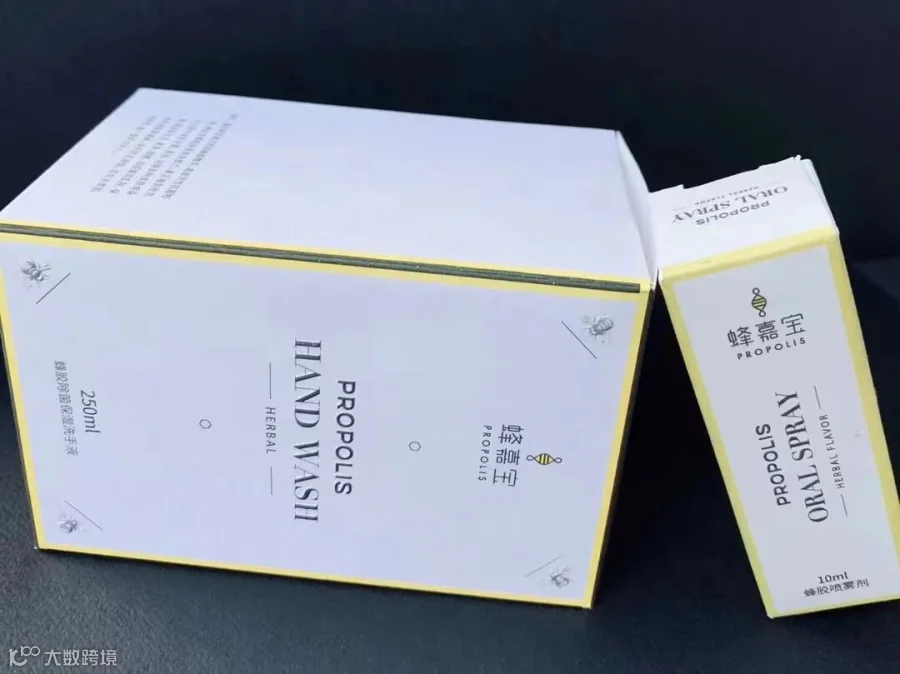 蜂嘉宝
PROPOLIS
PROPOLIS
HAND WASH
HERBAL
250ml
蜂胶除菌保湿洗手液
PROPOLIS
ORAL SPRAY
HERBAL FLAVOR
蜂嘉宝
PROPOLIS
PROPOLIS
ORAL SPRAY
HERBAL FLAVOR
10ml
蜂胶喷雾剂
大数跨境